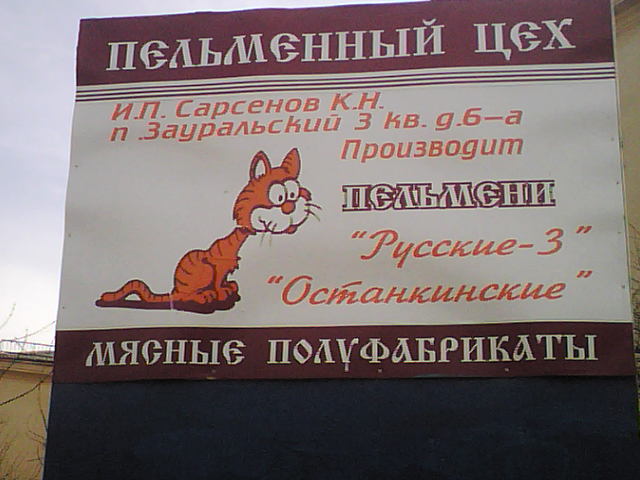 ПЕЛЬМЕННЫЙ ЦЕХ
И.П. Сарсенов К.Н.
п .Зауральский 3 кв. д.6-а
Производит
ПЕЛЬМЕНИ
"Русские-3"
"Останкинские"
МЯСНЫЕ ПОЛУФАБРИКАТЫ